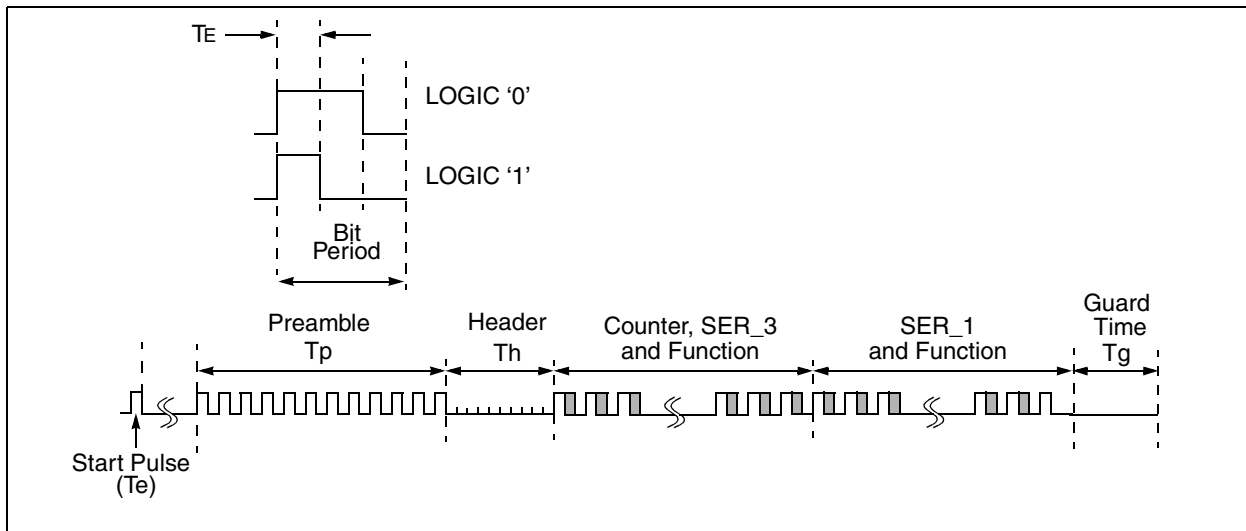 TE
LOGIC ‘0’
LOGIC ‘1’
Bit
Period
Preamble
Tp
Header
Th
Counter, SER_3
and Function
SER_1
and Function
Guard
Time
Tg
Start Pulse
(Te)